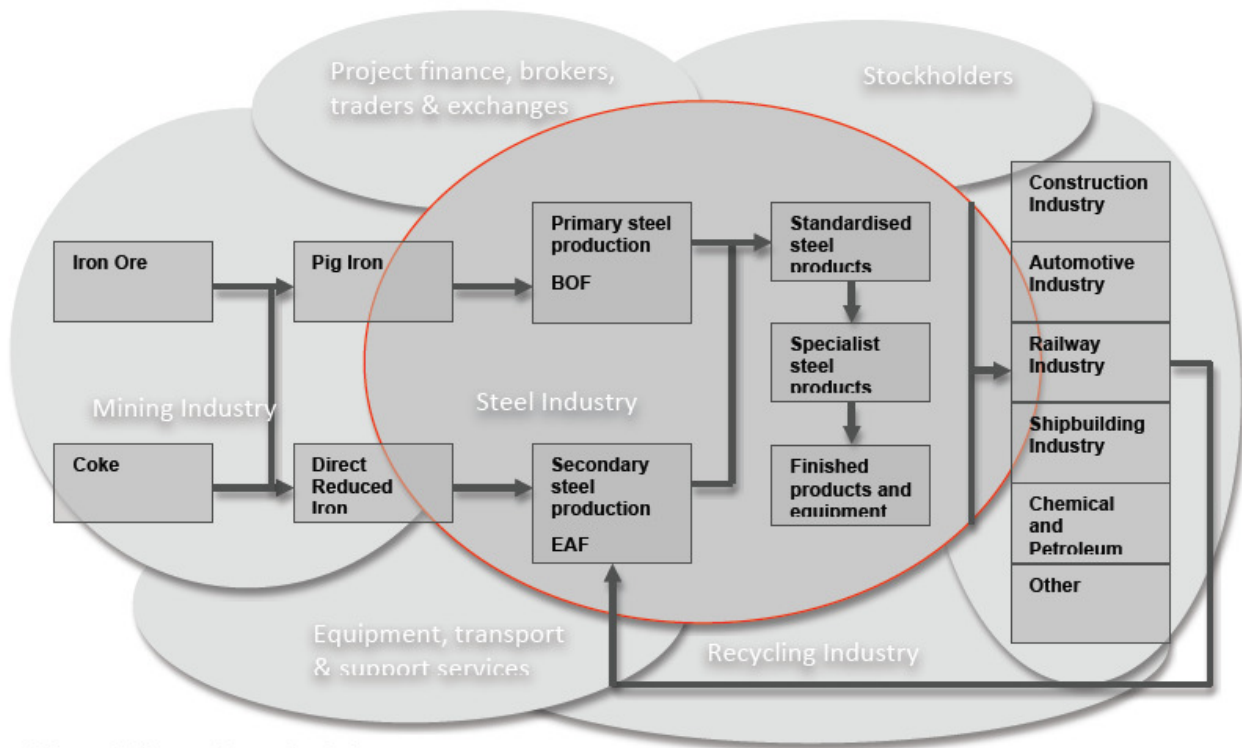 Project finance, brokers,
traders & exchanges
Stockholders
Construction
Industry
Primary steel
production
BOF
Standardised
steel
products
Iron Ore
Pig Iron
Automotive
Industry
Specialist
steel
products
Railway
Industry
Mining Industry
Steel Industry
Shipbuilding
Industry
Coke
Direct
Reduced
Iron
Secondary
steel
production
EAF
Finished
products and
equipment
Chemical
and
Petroleum
Other
Equipment, transport
& support services
Recycling Industry